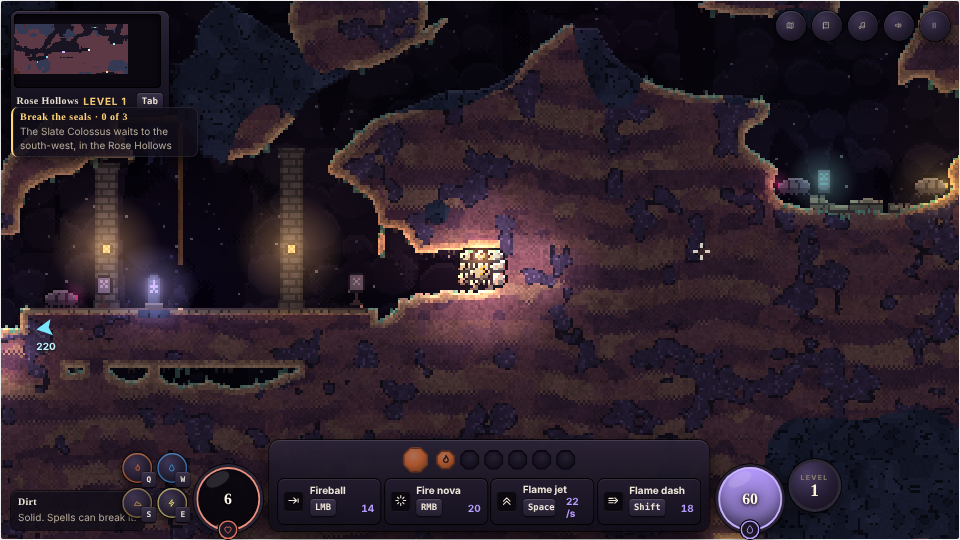 Rose Hollows LEVEL 1 Tab
Break the seals · 0 of 3
The Slate Colossus waits to the
south-west, in the Rose Hollows
220
Q
W
S
E
Dirt
Solid. Spells can break it.
6
Fireball
LMB 14
Fire nova
RMB 20
Flame jet
Space 22
/s
Flame dash
Shift 18
60
LEVEL
1